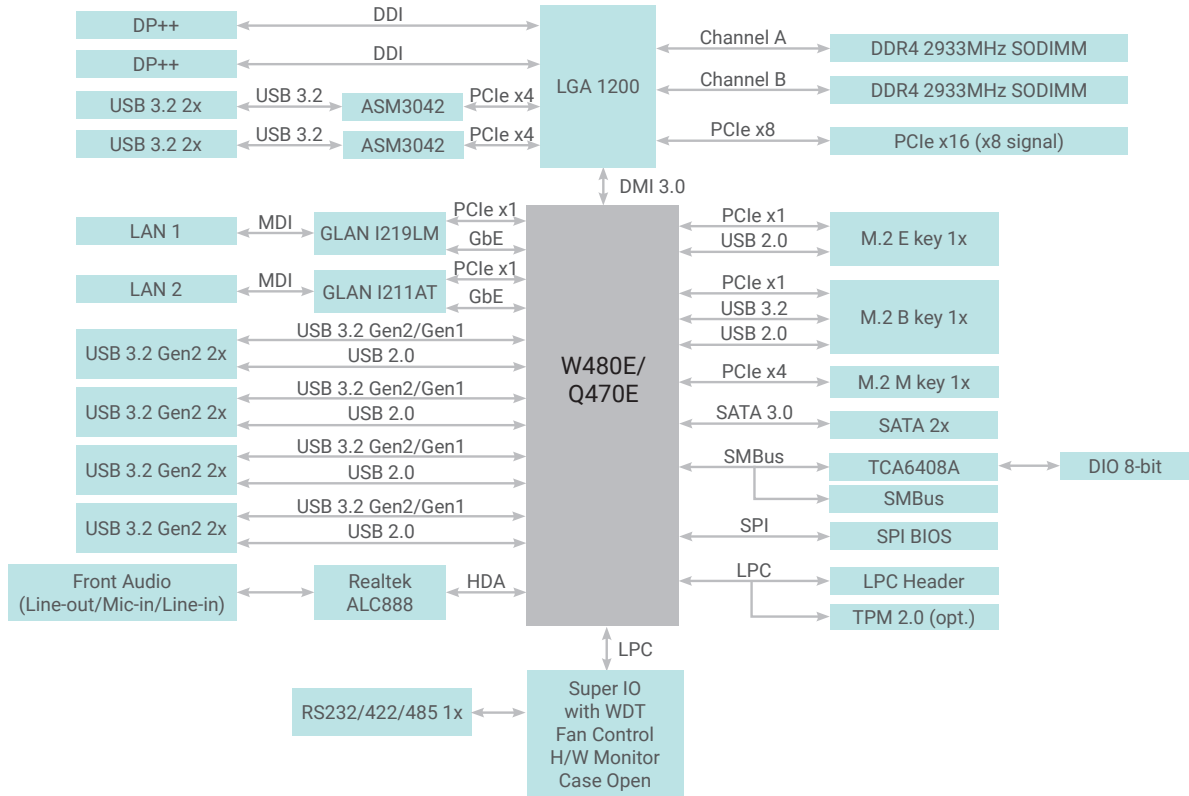 DP++
DDI
DP++
DDI
USB 3.2 2x
USB 3.2
ASM3042
PCIe x4
USB 3.2 2x
USB 3.2
ASM3042
PCIe x4
LGA 1200
Channel A
DDR4 2933MHz SODIMM
Channel B
DDR4 2933MHz SODIMM
PCIe x8
PCIe x16 (x8 signal)
DMI 3.0
LAN 1
MDI
GLAN I219LM
PCIe x1
GbE
LAN 2
MDI
GLAN I211AT
PCIe x1
GbE
USB 3.2 Gen2 2x
USB 3.2 Gen2/Gen1
USB 2.0
USB 3.2 Gen2 2x
USB 3.2 Gen2/Gen1
USB 2.0
USB 3.2 Gen2 2x
USB 3.2 Gen2/Gen1
USB 2.0
USB 3.2 Gen2 2x
USB 3.2 Gen2/Gen1
USB 2.0
Front Audio
(Line-out/Mic-in/Line-in)
Realtek
ALC888
HDA
W480E/
Q470E
PCIe x1
USB 2.0
M.2 E key 1x
PCIe x1
USB 3.2
USB 2.0
M.2 B key 1x
PCIe x4
M.2 M key 1x
SATA 3.0
SATA 2x
SMBus
TCA6408A
DIO 8-bit
SMBus
SPI
SPI BIOS
LPC
LPC Header
TPM 2.0 (opt.)
LPC
RS232/422/485 1x
Super IO
with WDT
Fan Control
H/W Monitor
Case Open